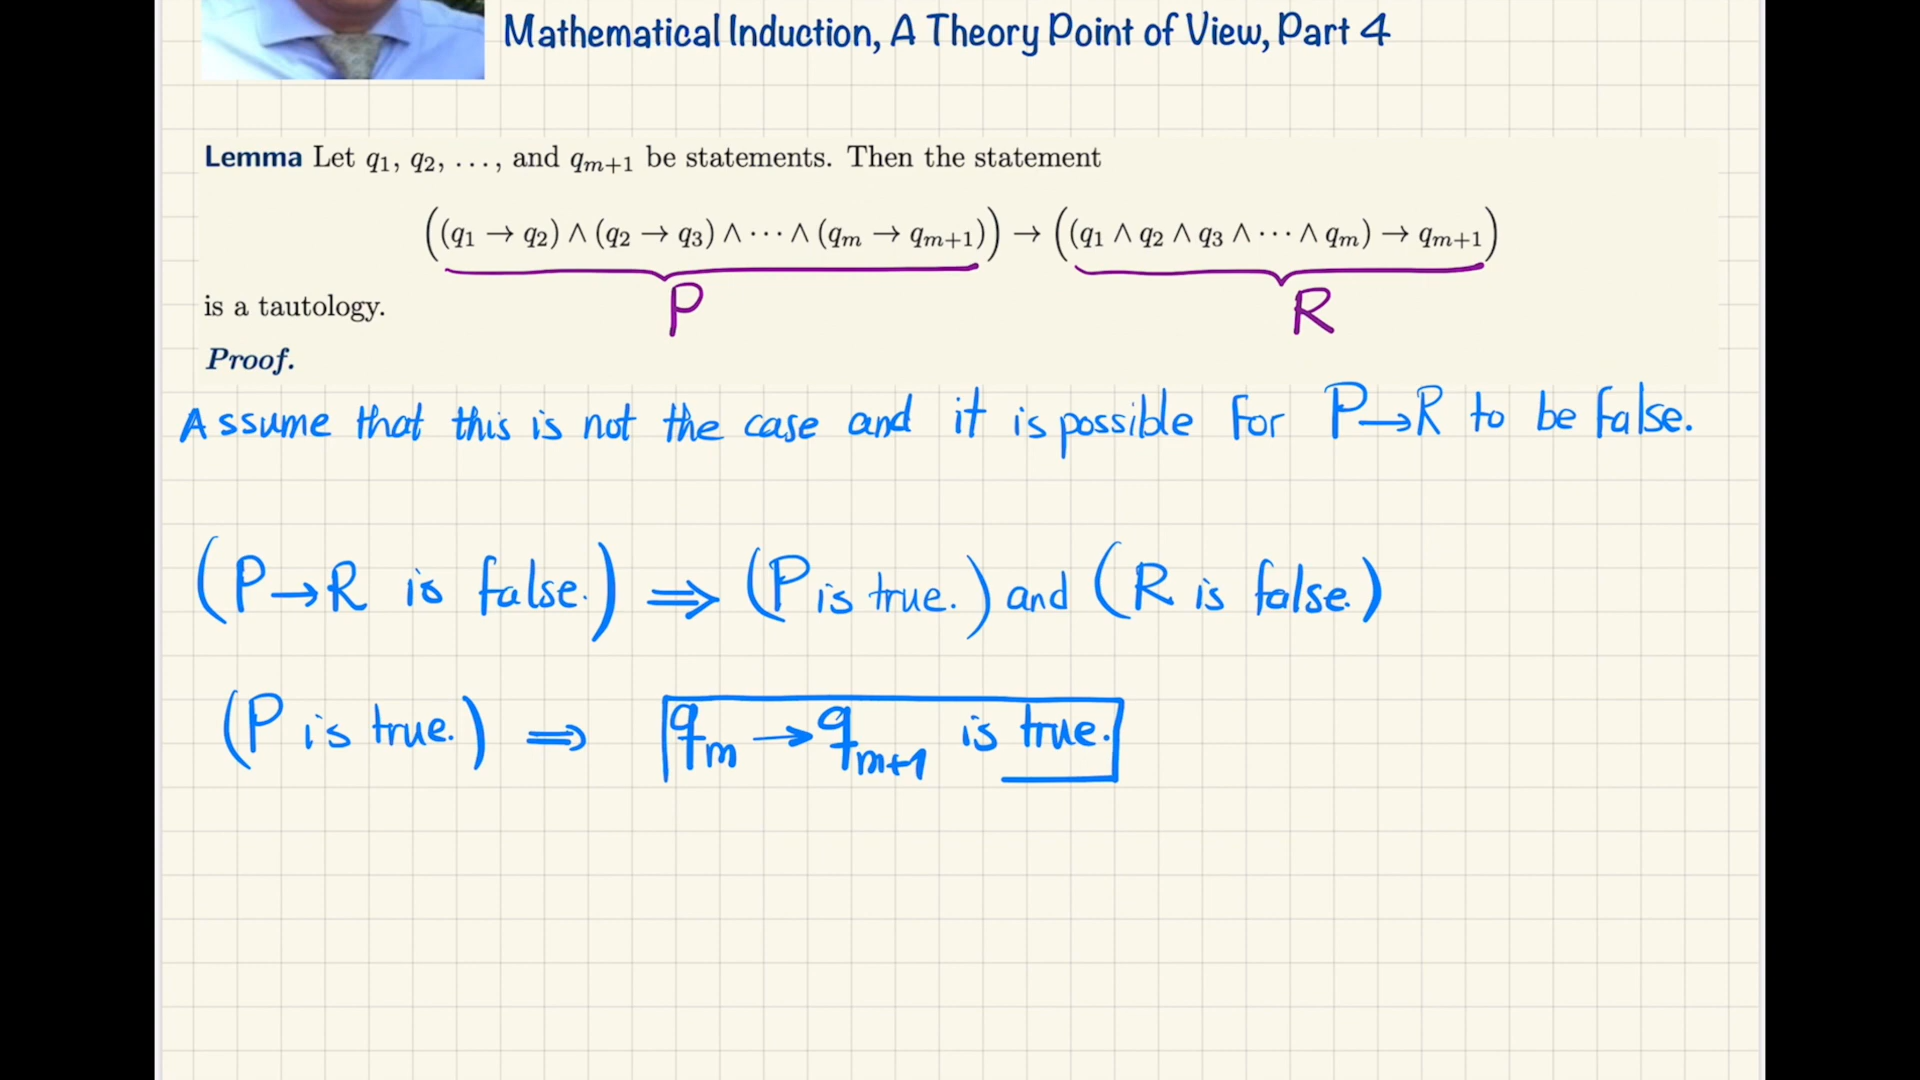 Mathematical Induction, A Theory Point of View, Part 4
Lemma Let q₁, q₂, …, and qₘ₊₁ be statements. Then the statement
((q₁ → q₂) ∧ (q₂ → q₃) ∧ ⋯ ∧ (qₘ → qₘ₊₁)) → ((q₁ ∧ q₂ ∧ q₃ ∧ ⋯ ∧ qₘ) → qₘ₊₁)
P R
is a tautology.
Proof.
Assume that this is not the case and it is possible for P→R to be false.
(P→R is false.) ⇒ (P is true.) and (R is false.)
(P is true.) ⇒ qₘ → qₘ₊₁ is true.